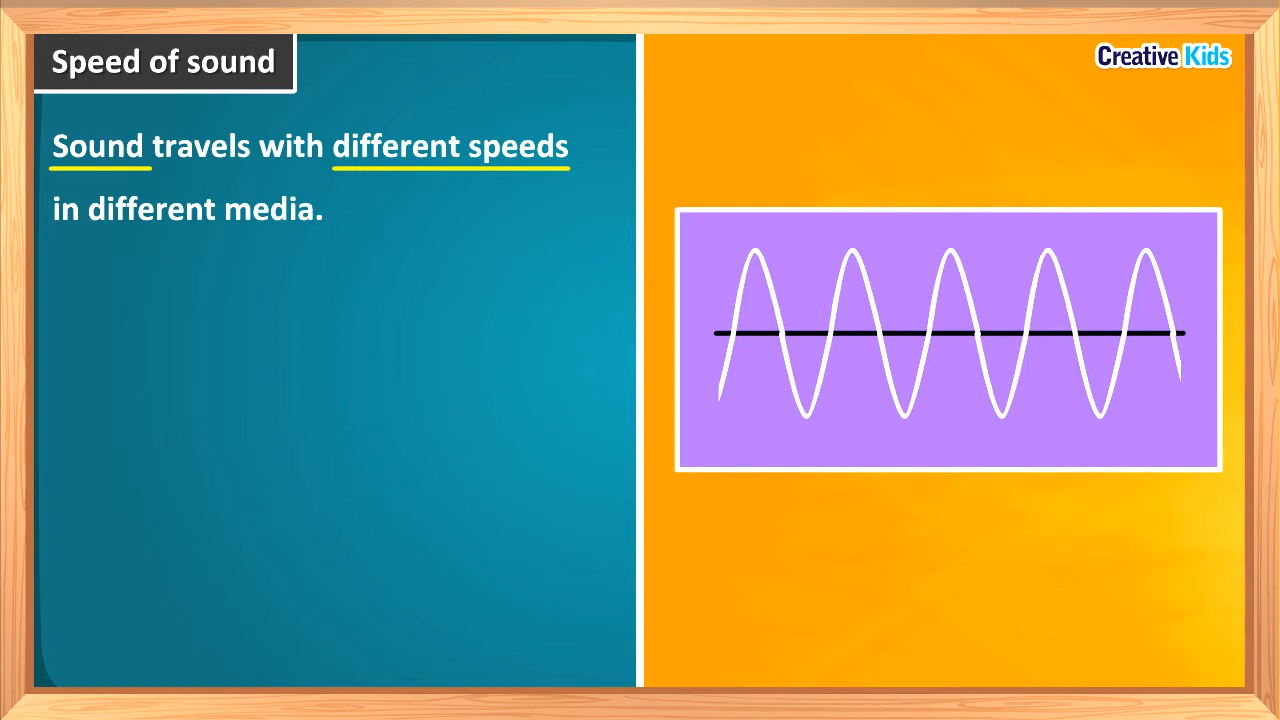 Speed of sound
Creative Kids
Sound travels with different speeds
in different media.